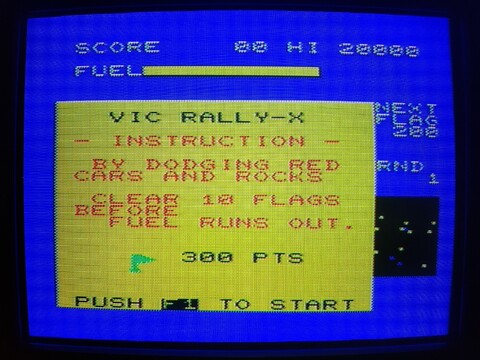 SCORE 00 HI 20000
FUEL
VIC RALLY-X
NEXT
FLAG
200
- INSTRUCTION -
BY DODGING RED
CARS AND ROCKS
RND
1
CLEAR 10 FLAGS
BEFORE
FUEL RUNS OUT.
300 PTS
PUSH F1 TO START